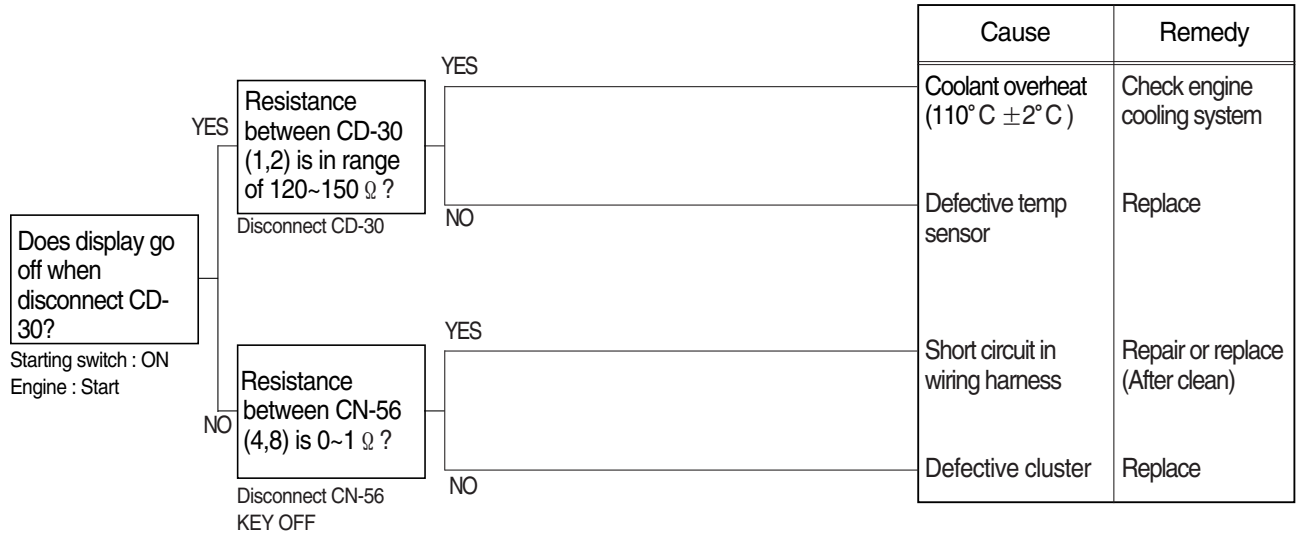 Does display go
off when
disconnect CD-
30?
Starting switch : ON
Engine : Start
YES
Resistance
between CD-30
(1,2) is in range
of 120~150 Ω ?
Disconnect CD-30
NO
Resistance
between CN-56
(4,8) is 0~1 Ω ?
Disconnect CN-56
KEY OFF
YES
NO
YES
NO
Cause Remedy
Coolant overheat Check engine
(110°C ±2°C) cooling system
Defective temp Replace
sensor
Short circuit in Repair or replace
wiring harness (After clean)
Defective cluster Replace